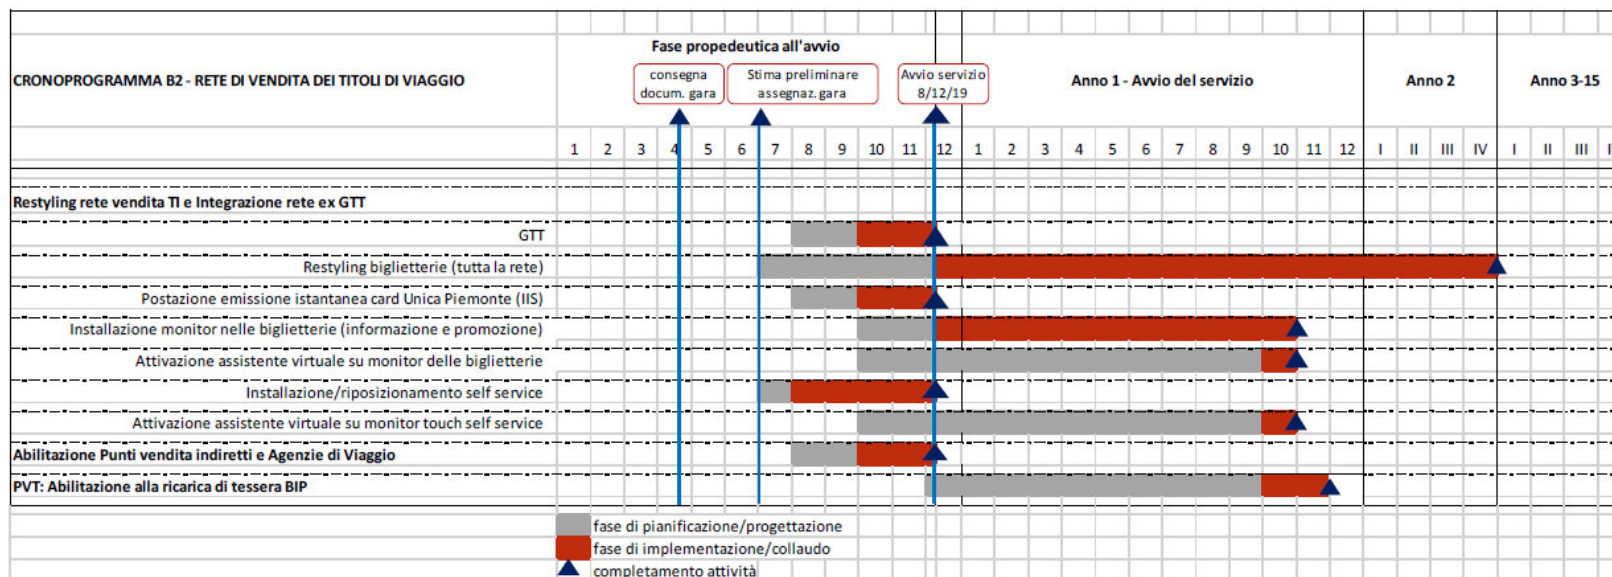 Fase propedeutica all'avvio
CRONOPROGRAMMA B2 - RETE DI VENDITA DEI TITOLI DI VIAGGIO
consegna
docum. gara
Stima preliminare
assegnaz. gara
Avvio servizio
8/12/19
Anno 1 - Avvio del servizio
Anno 2
Anno 3-15
1 2 3 4 5 6 7 8 9 10 11 12 1 2 3 4 5 6 7 8 9 10 11 12 I II III IV I II III
Restyling rete vendita TI e Integrazione rete ex GTT
GTT
Restyling biglietterie (tutta la rete)
Postazione emissione istantanea card Unica Piemonte (IIS)
Installazione monitor nelle biglietterie (informazione e promozione)
Attivazione assistente virtuale su monitor delle biglietterie
Installazione/riposizionamento self service
Attivazione assistente virtuale su monitor touch self service
Abilitazione Punti vendita indiretti e Agenzie di Viaggio
PVT: Abilitazione alla ricarica di tessera BIP
fase di pianificazione/progettazione
fase di implementazione/collaudo
completamento attività